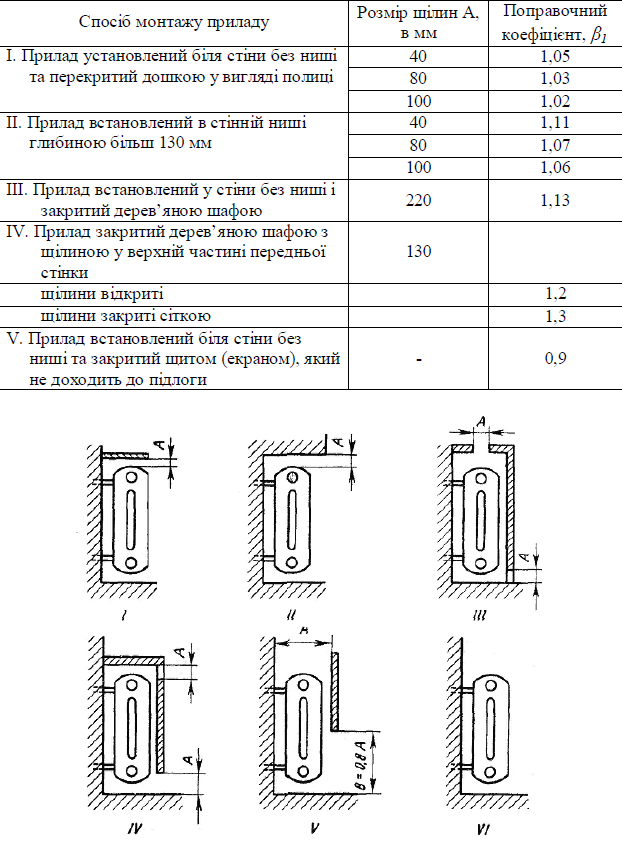 Спосіб монтажу приладу
Розмір щілин А,
в мм
Поправочний
коефіцієнт, β1
I. Прилад установлений біля стіни без ниші
та перекритий дошкою у вигляді полиці
40
1,05
80
1,03
100
1,02
II. Прилад встановлений в стінній ниші
глибиною більш 130 мм
40
1,11
80
1,07
100
1,06
III. Прилад встановлений у стіни без ниші і
закритий дерев’яною шафою
220
1,13
IV. Прилад закритий дерев’яною шафою з
щілиною у верхній частині передньої
стінки
130
щілини відкриті
1,2
щілини закриті сіткою
1,3
V. Прилад встановлений біля стіни без
ниші та закритий щитом (екраном), який
не доходить до підлоги
-
0,9
A
A
A
A
I
II
III
A
A
A
B = 0,8 A
IV
V
VI